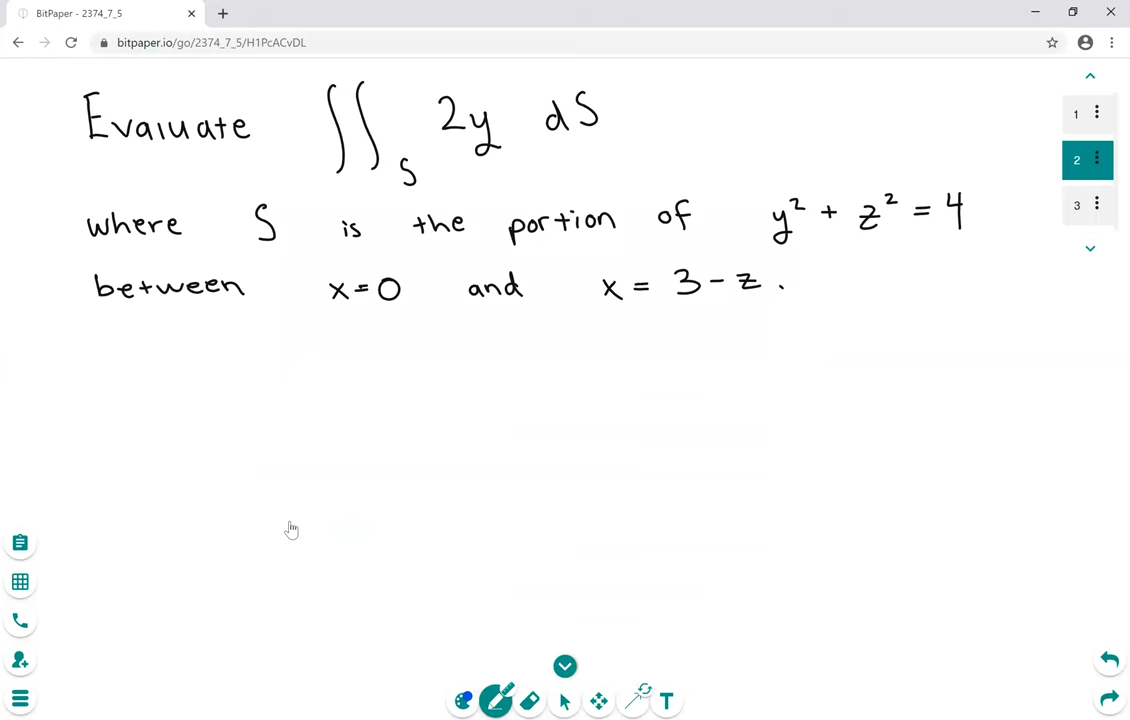 BitPaper - 2374_7_5
bitpaper.io/go/2374_7_5/H1PcACvDL
Evaluate ∬_S 2y dS
where S is the portion of y² + z² = 4
between x=0 and x = 3 - z.
1
2
3
T